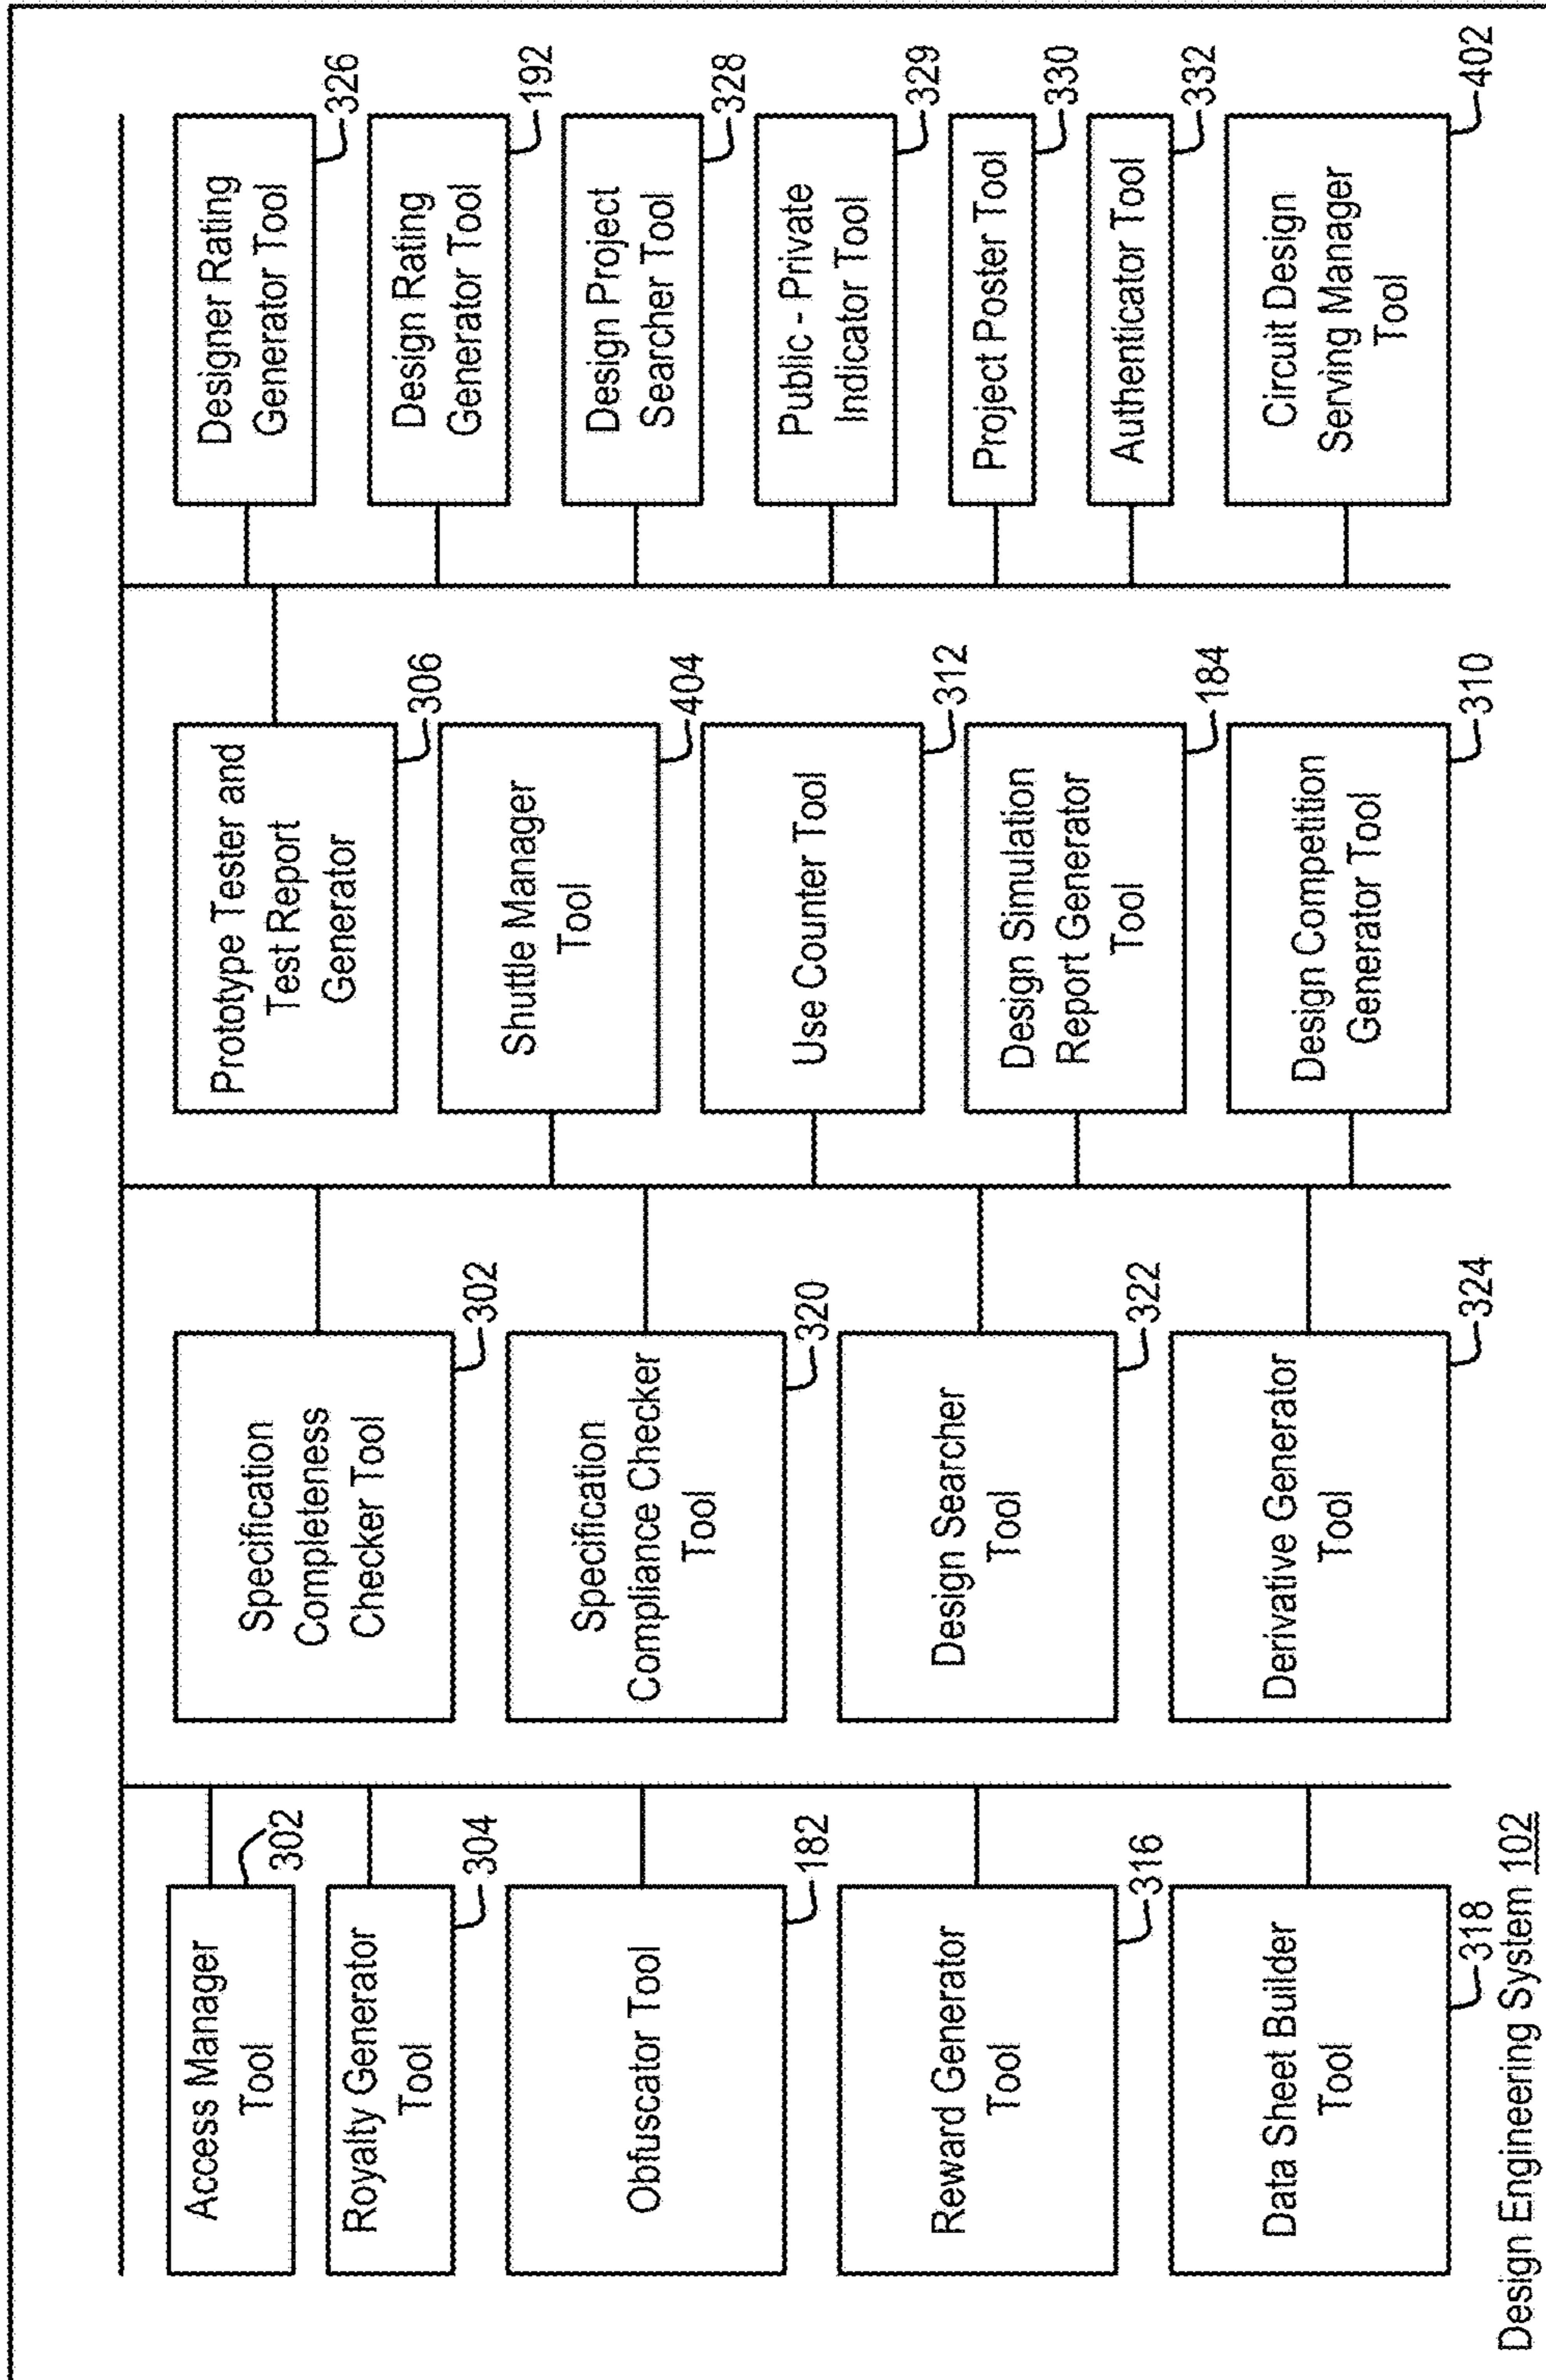 Access Manager
Tool
302
Royalty Generator
Tool
304
Obfuscator Tool
182
Reward Generator
Tool
316
Data Sheet Builder
Tool
318
Specification
Completeness
Checker Tool
302
Specification
Compliance Checker
Tool
320
Design Searcher
Tool
322
Derivative Generator
Tool
324
Prototype Tester and
Test Report
Generator
306
Shuttle Manager
Tool
404
Use Counter Tool
312
Design Simulation
Report Generator
Tool
184
Design Competition
Generator Tool
310
Designer Rating
Generator Tool
326
Design Rating
Generator Tool
192
Design Project
Searcher Tool
328
Public - Private
Indicator Tool
329
Project Poster Tool
330
Authenticator Tool
332
Circuit Design
Serving Manager
Tool
402
Design Engineering System 102